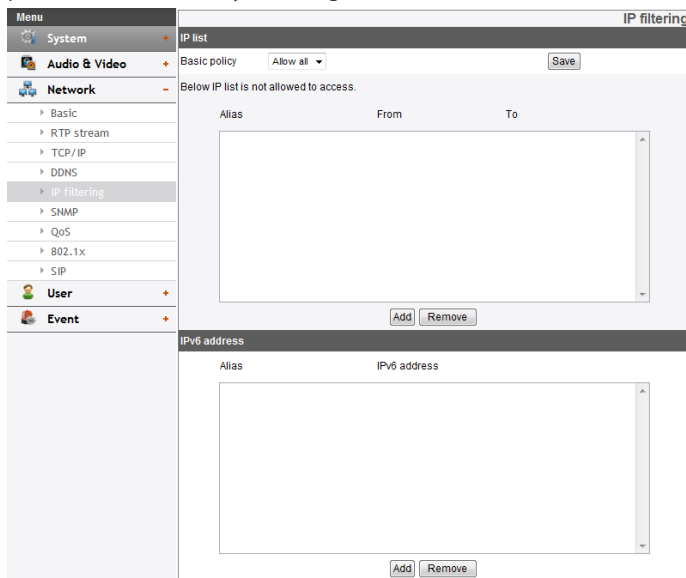 Menu
System +
Audio & Video +
Network -
Basic
RTP stream
TCP/IP
DDNS
IP filtering
SNMP
QoS
802.1x
SIP
User +
Event +
IP filtering
IP list
Basic policy Allow all Save
Below IP list is not allowed to access.
Alias From To
Add Remove
IPv6 address
Alias IPv6 address
Add Remove